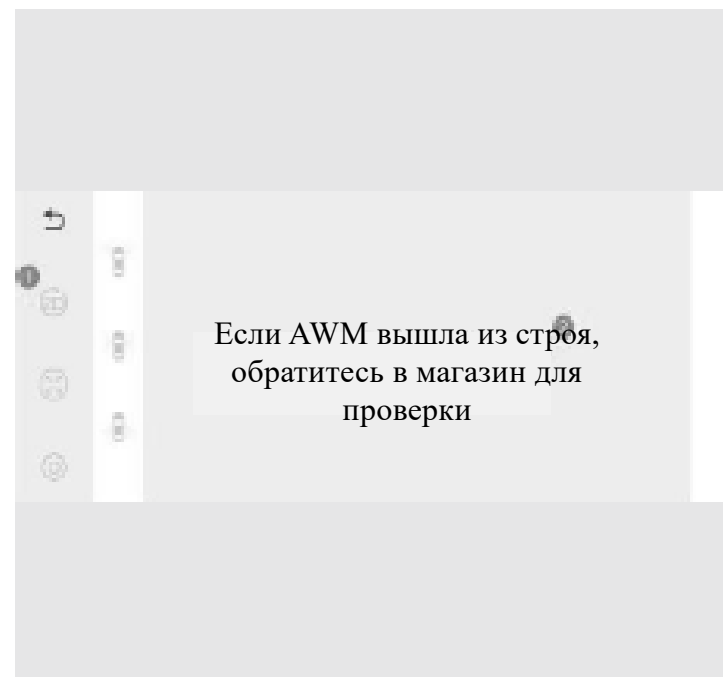 Если AWM вышла из строя,
обратитесь в магазин для
проверки